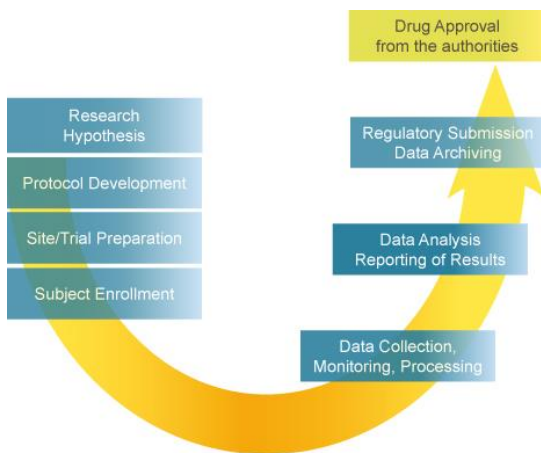 Research
Hypothesis
Protocol Development
Site/Trial Preparation
Subject Enrollment
Data Collection,
Monitoring, Processing
Data Analysis
Reporting of Results
Regulatory Submission
Data Archiving
Drug Approval
from the authorities